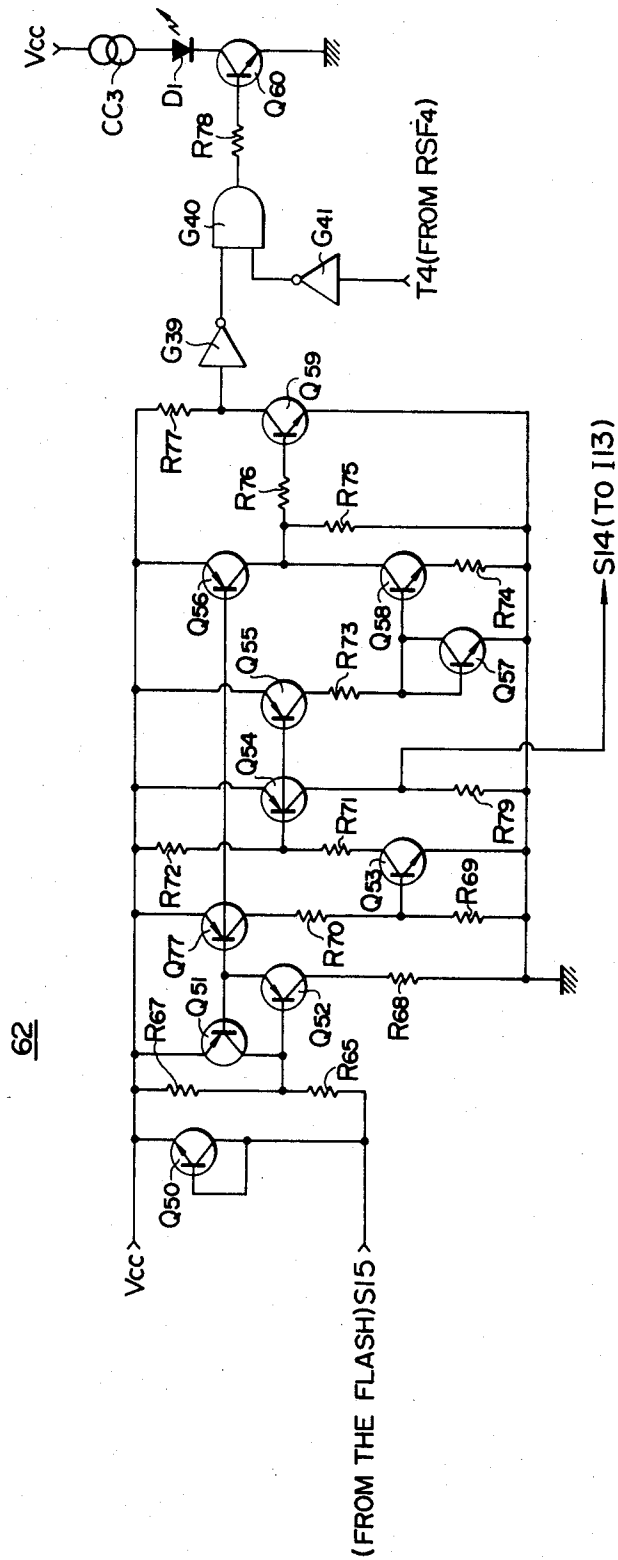 62
Vcc
(FROM THE FLASH)S15
Q50
R67
R65
Q51
Q52
R68
Q77
R70
R69
R72
R71
Q53
Q54
R79
Q55
R73
Q57
Q56
Q58
R74
R76
R75
S14(TO I13)
R77
Q59
G39
G40
G41
T4(FROM RSF4)
R78
Q60
D1
CC3
Vcc